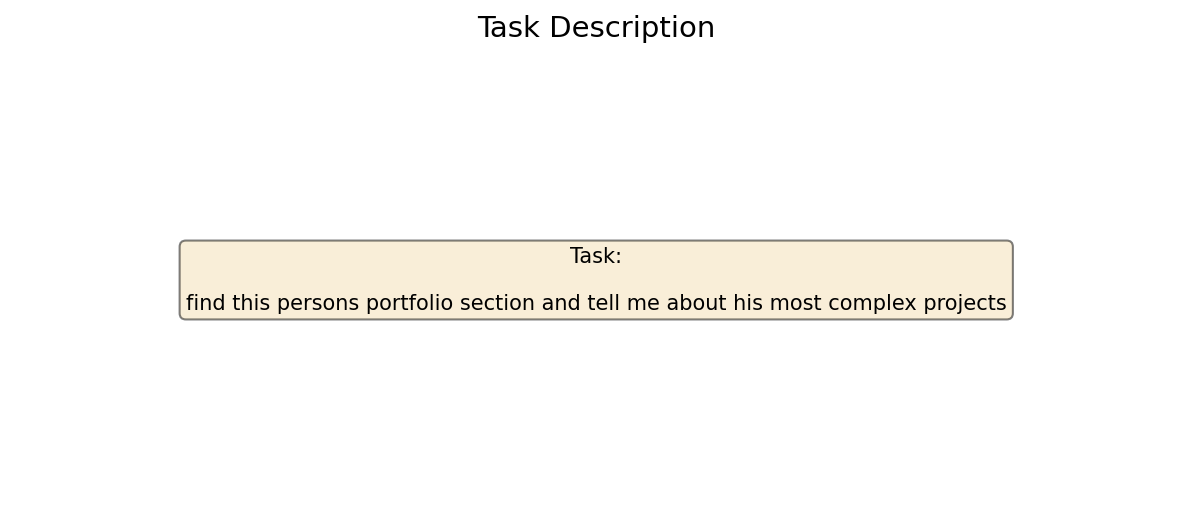 Task Description
Task:
find this persons portfolio section and tell me about his most complex projects